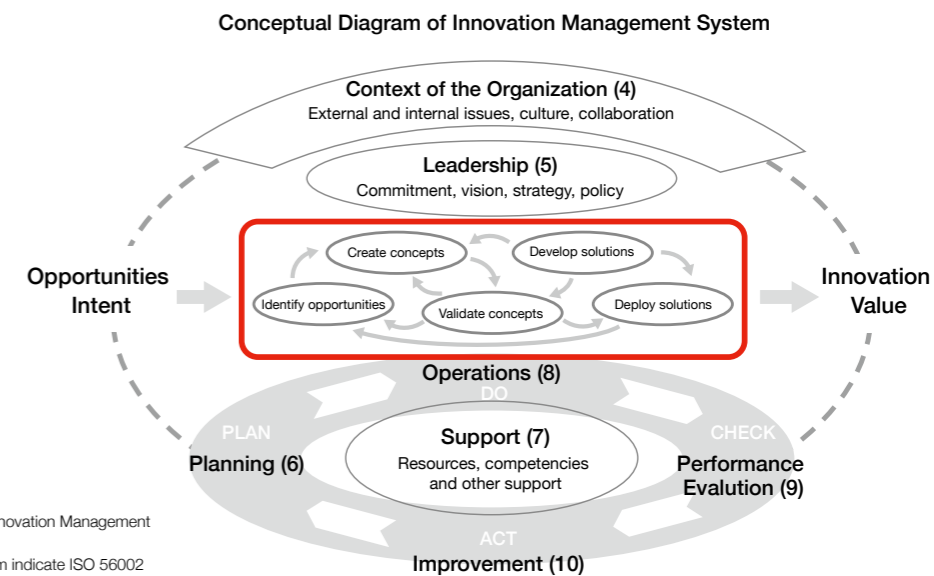 Conceptual Diagram of Innovation Management System
Context of the Organization (4)
External and internal issues, culture, collaboration
Leadership (5)
Commitment, vision, strategy, policy
Create concepts
Develop solutions
Opportunities
Intent
Identify opportunities
Validate concepts
Deploy solutions
Innovation
Value
Operations (8)
DO
PLAN
Planning (6)
Support (7)
Resources, competencies
and other support
CHECK
Performance
Evalution (9)
ACT
Improvement (10)
novation Management
m indicate ISO 56002